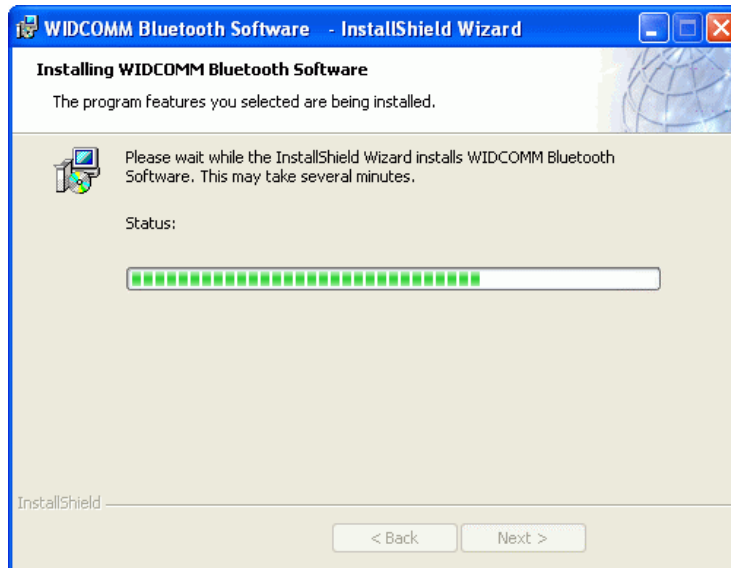 WIDCOMM Bluetooth Software - InstallShield Wizard
Installing WIDCOMM Bluetooth Software
The program features you selected are being installed.
Please wait while the InstallShield Wizard installs WIDCOMM Bluetooth
Software. This may take several minutes.
Status:
InstallShield
< Back Next >